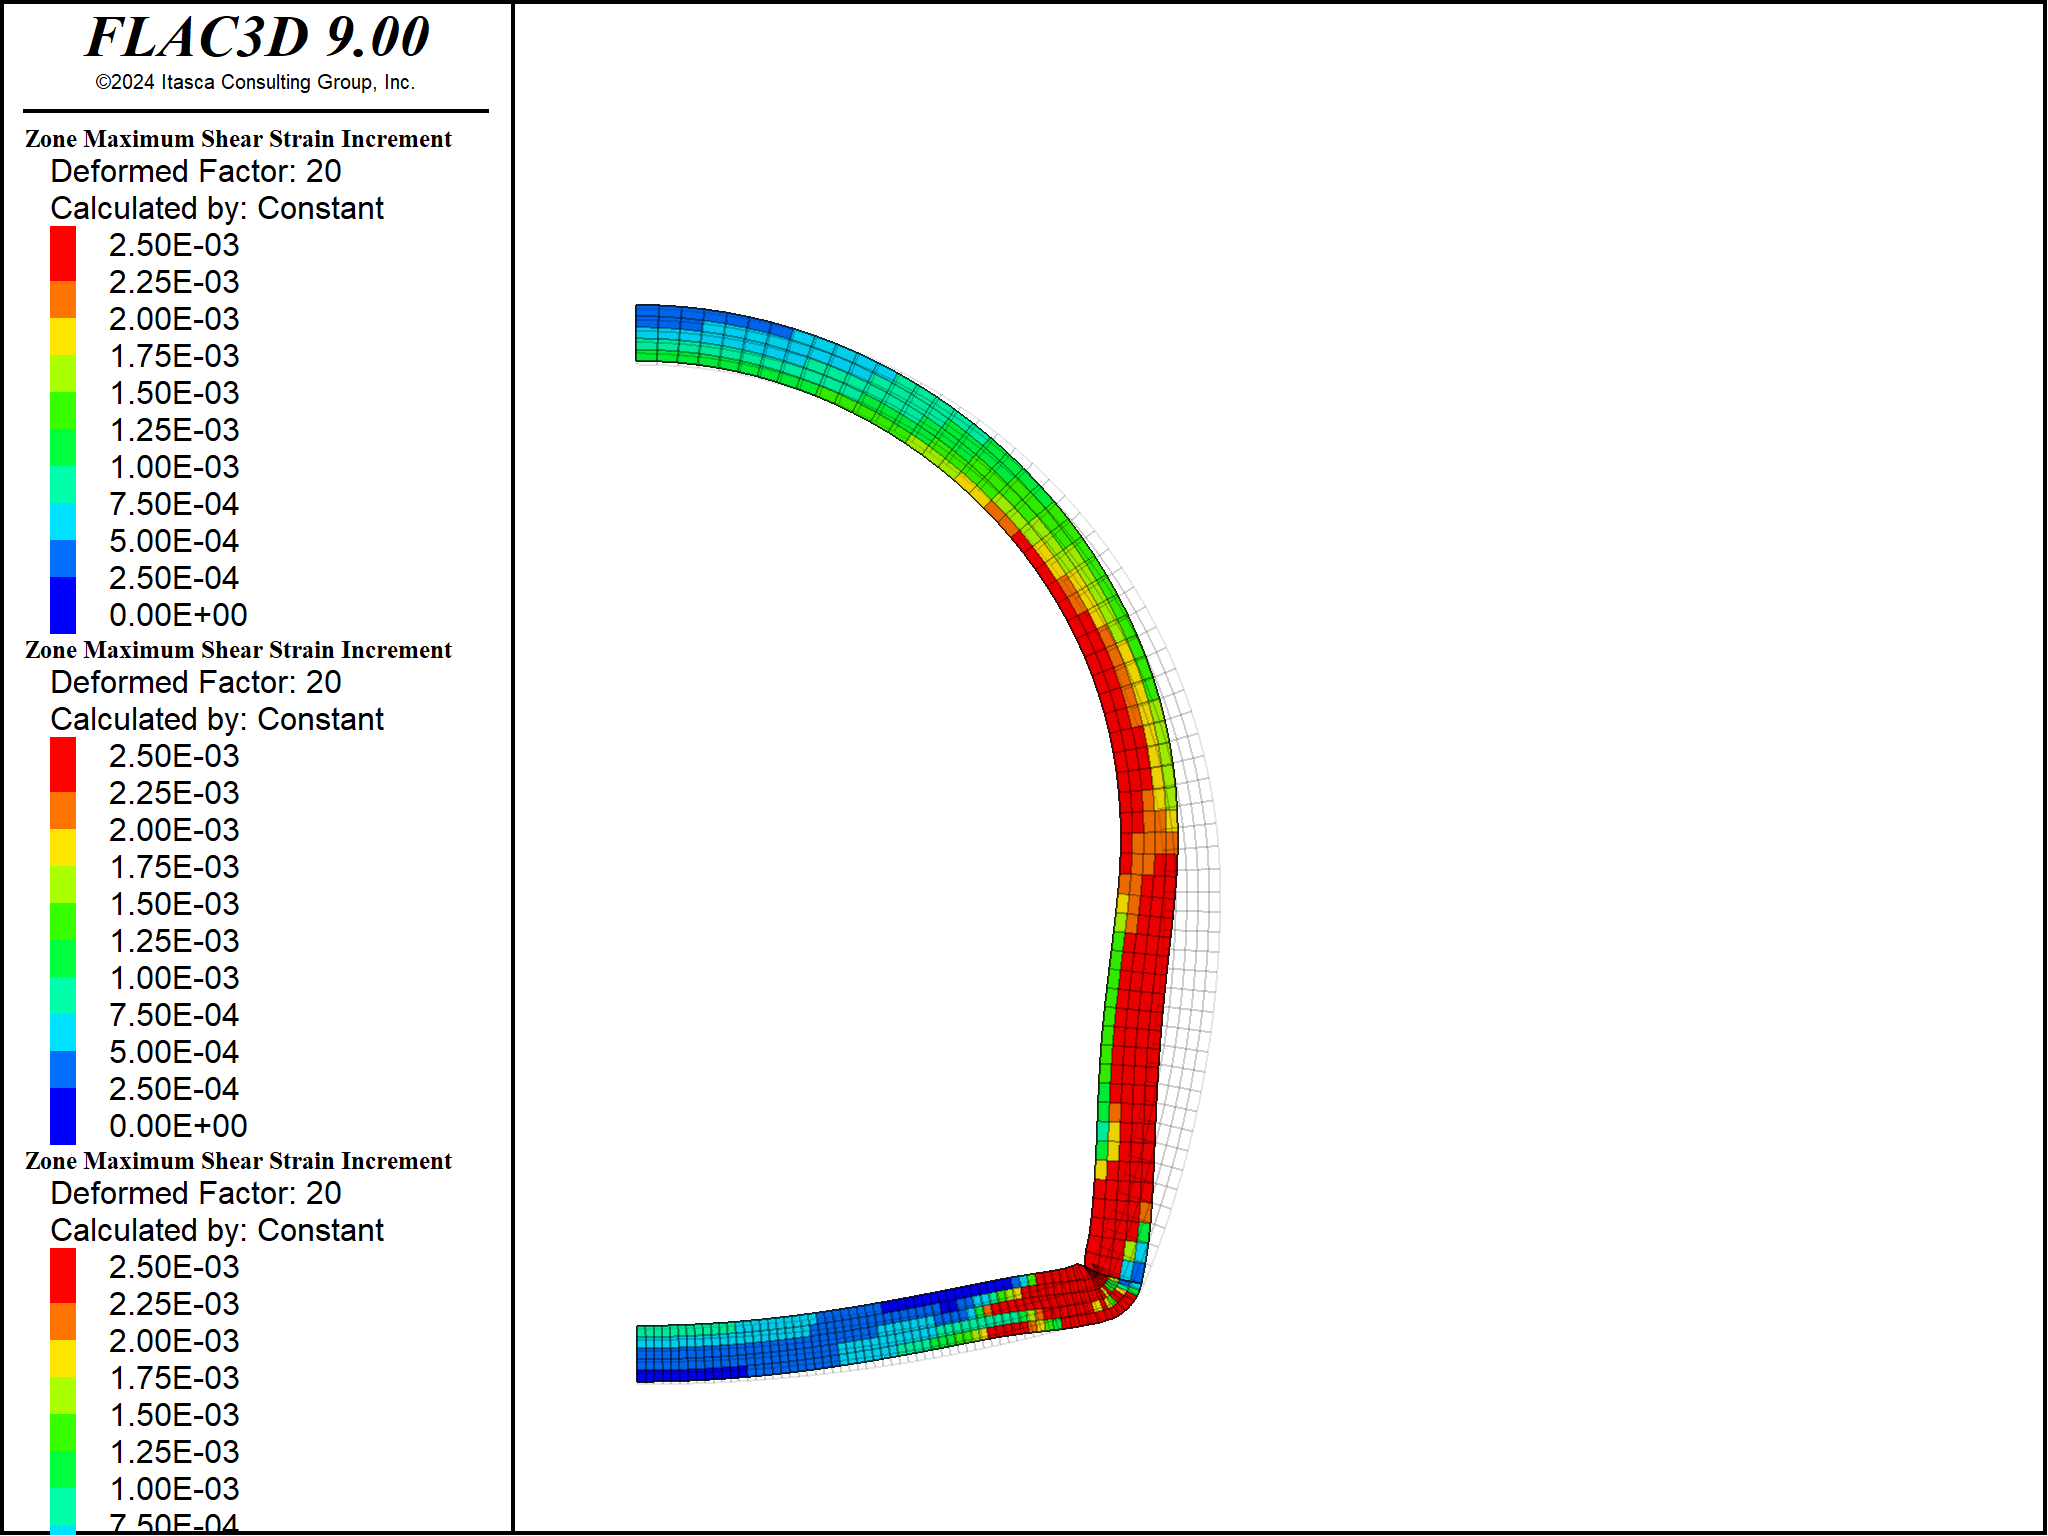 FLAC3D 9.00
©2024 Itasca Consulting Group, Inc.
Zone Maximum Shear Strain Increment
Deformed Factor: 20
Calculated by: Constant
2.50E-03
2.25E-03
2.00E-03
1.75E-03
1.50E-03
1.25E-03
1.00E-03
7.50E-04
5.00E-04
2.50E-04
0.00E+00
Zone Maximum Shear Strain Increment
Deformed Factor: 20
Calculated by: Constant
2.50E-03
2.25E-03
2.00E-03
1.75E-03
1.50E-03
1.25E-03
1.00E-03
7.50E-04
5.00E-04
2.50E-04
0.00E+00
Zone Maximum Shear Strain Increment
Deformed Factor: 20
Calculated by: Constant
2.50E-03
2.25E-03
2.00E-03
1.75E-03
1.50E-03
1.25E-03
1.00E-03
7.50E-04